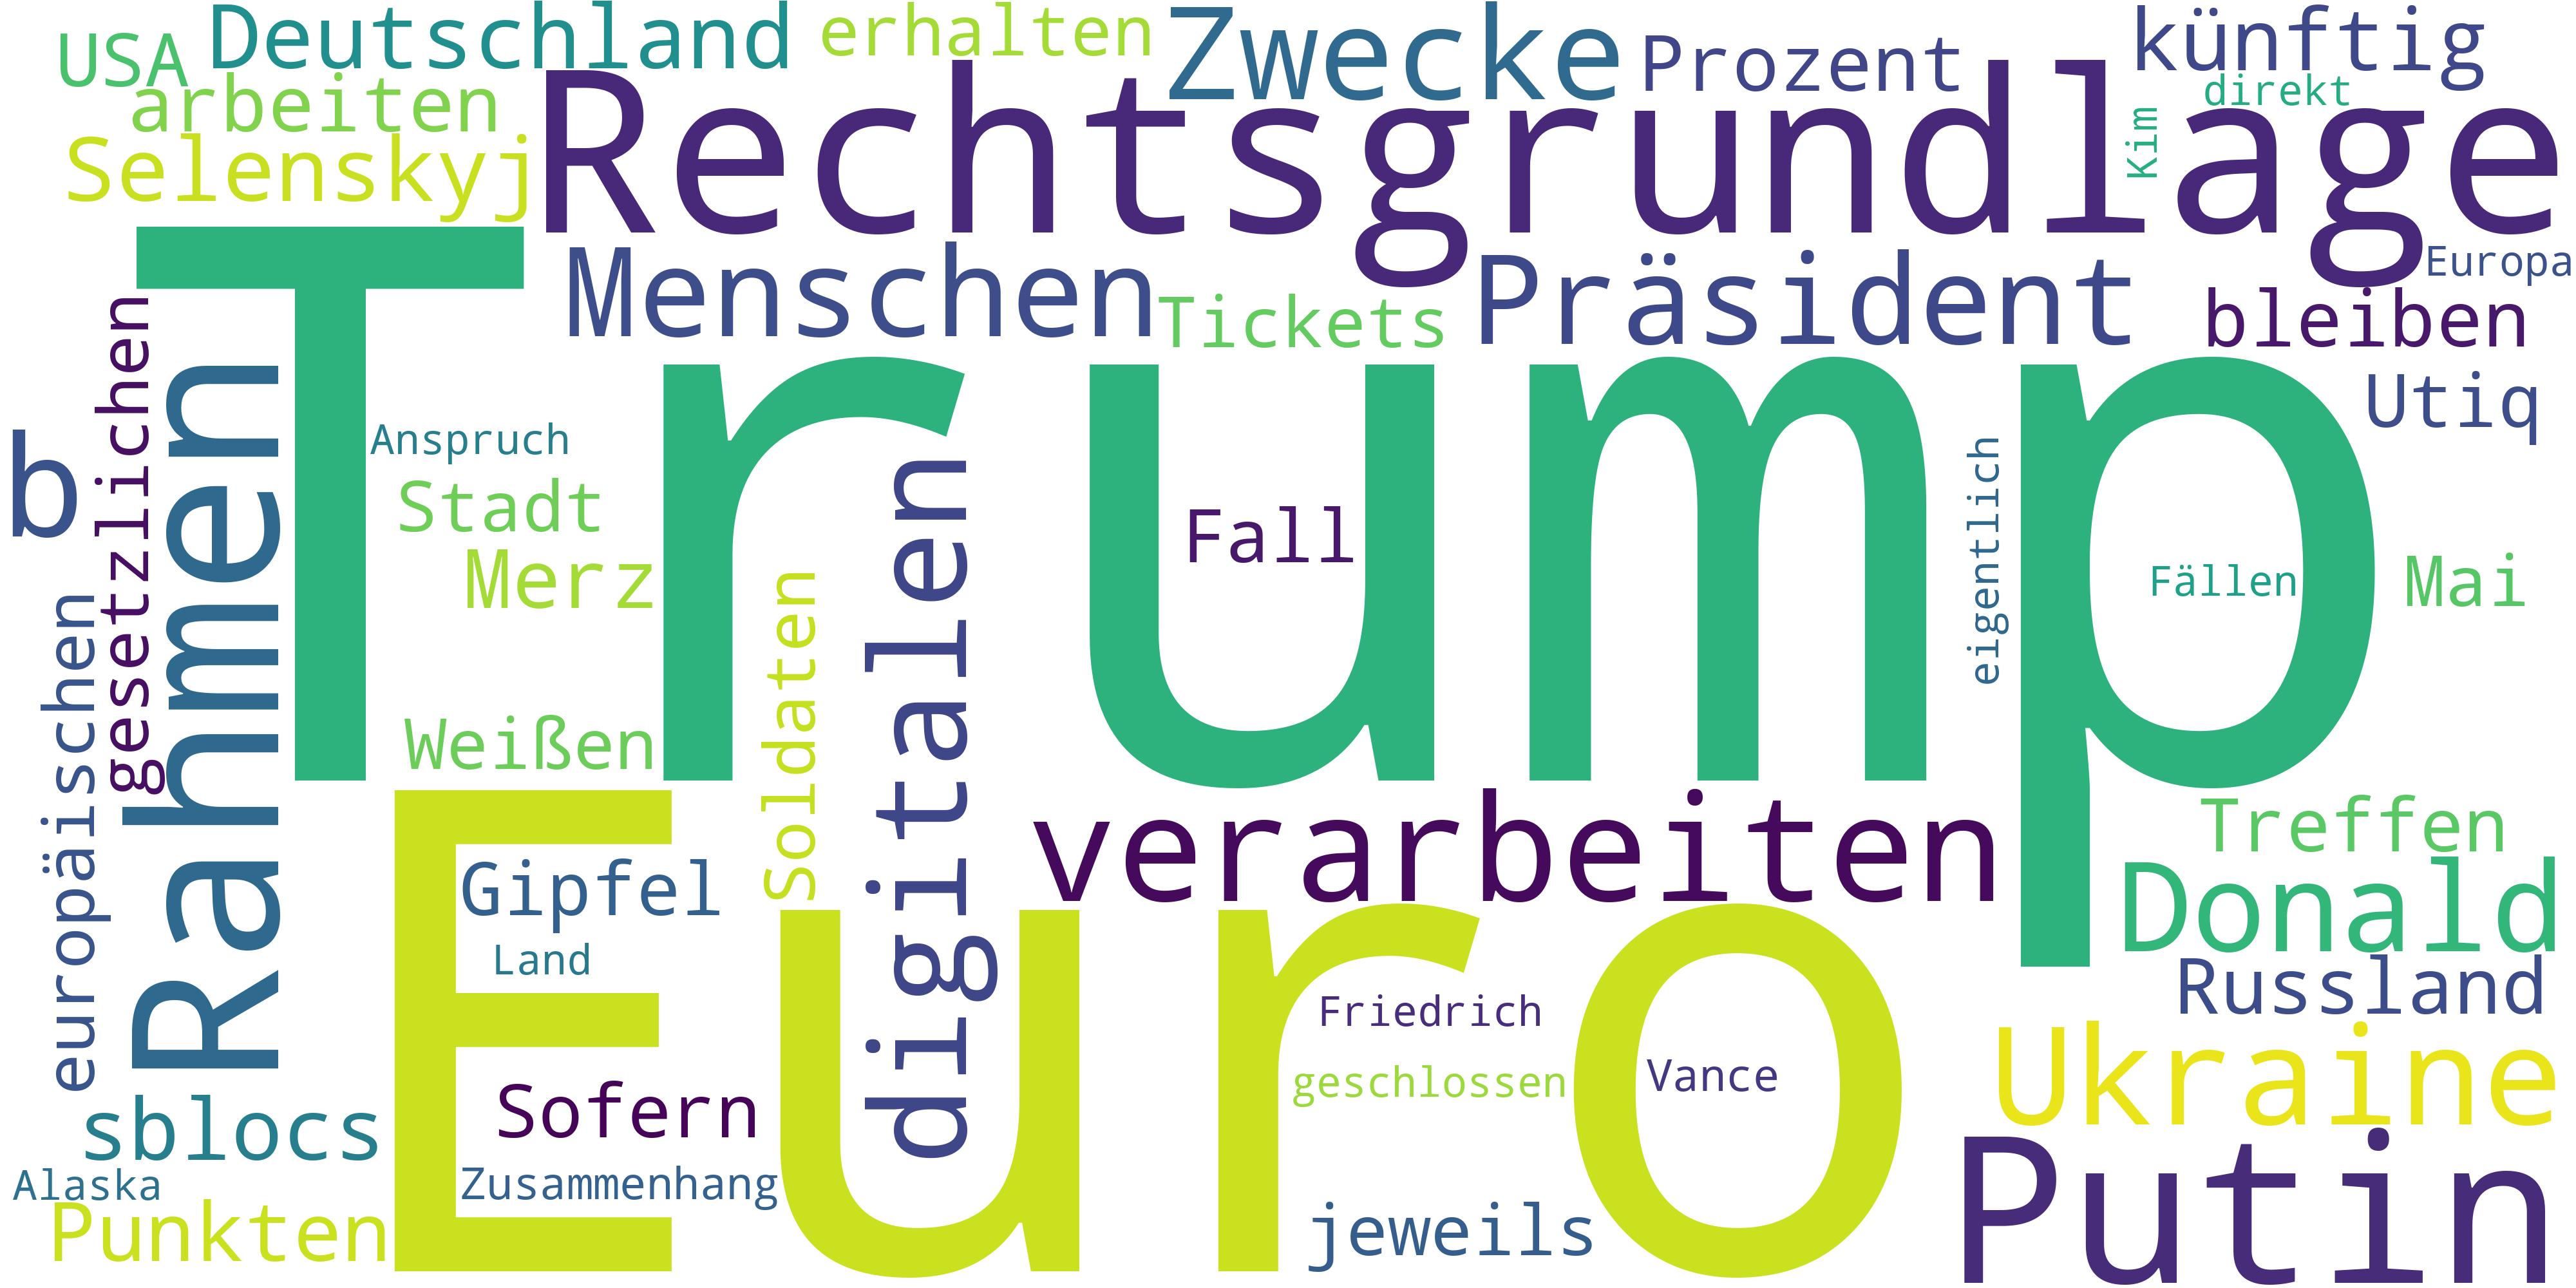 USA
Deutschland
erhalten
Zwecke
Prozent
künftig
direkt
arbeiten
Selenskyj
Rechtsgrundlage
Kim
Menschen
Tickets
Präsident
Europa
bleiben
Trump
Utiq
gesetzlichen
Rahmen
b
Anspruch
Stadt
Merz
Fall
eigentlich
Fällen
Mai
digitalen
Soldaten
Weißen
europäischen
verarbeiten
Treffen
Euro
Gipfel
Land
Donald
Russland
Friedrich
geschlossen
Vance
Ukraine
Sofern
sblocs
Zusammenhang
Alaska
Punkten
jeweils
Putin